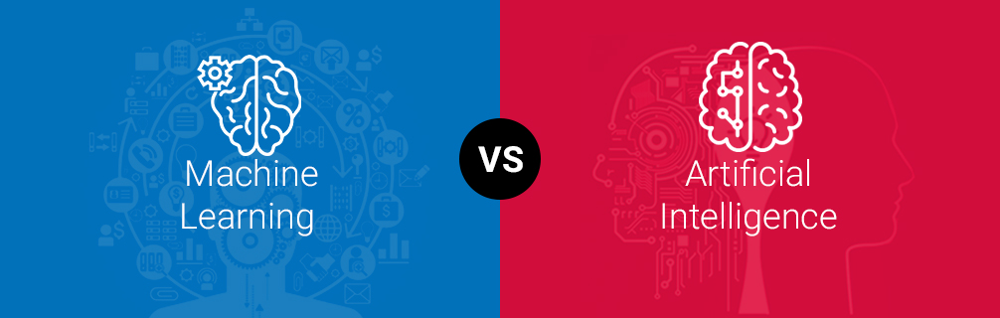 Machine
Learning
VS
Artificial
Intelligence